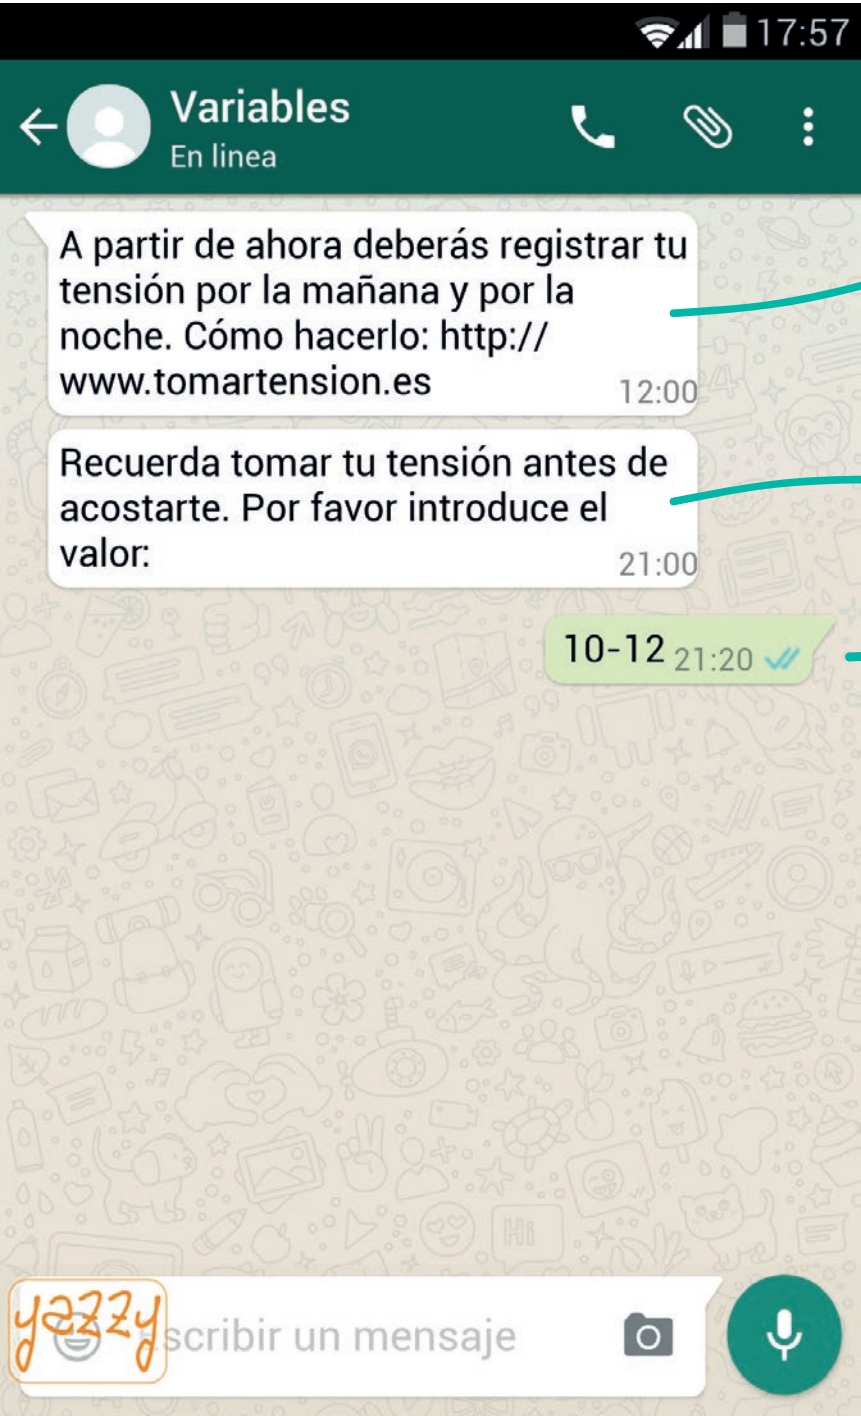 17:57
Variables
En linea
A partir de ahora deberás registrar tu
tensión por la mañana y por la
noche. Cómo hacerlo: http://
www.tomartension.es
12:00
Recuerda tomar tu tensión antes de
acostarte. Por favor introduce el
valor:
21:00
10-12 21:20
Hi
yazzy
scribir un mensaje